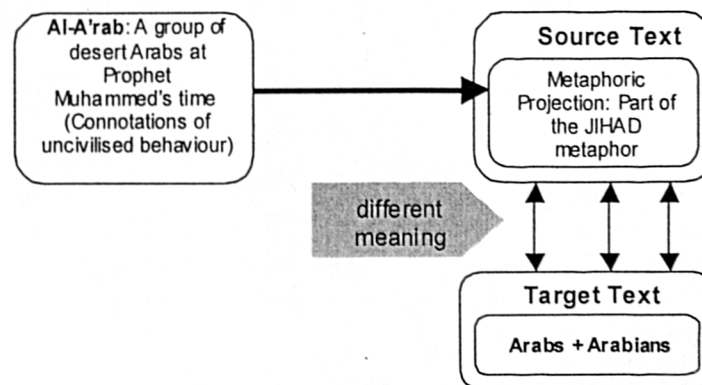 Al-A'rab: A group of
desert Arabs at
Prophet
Muhammed's time
(Connotations of
uncivilised behaviour)
Source Text
Metaphoric
Projection: Part of
the JIHAD
metaphor
different
meaning
Target Text
Arabs + Arabians